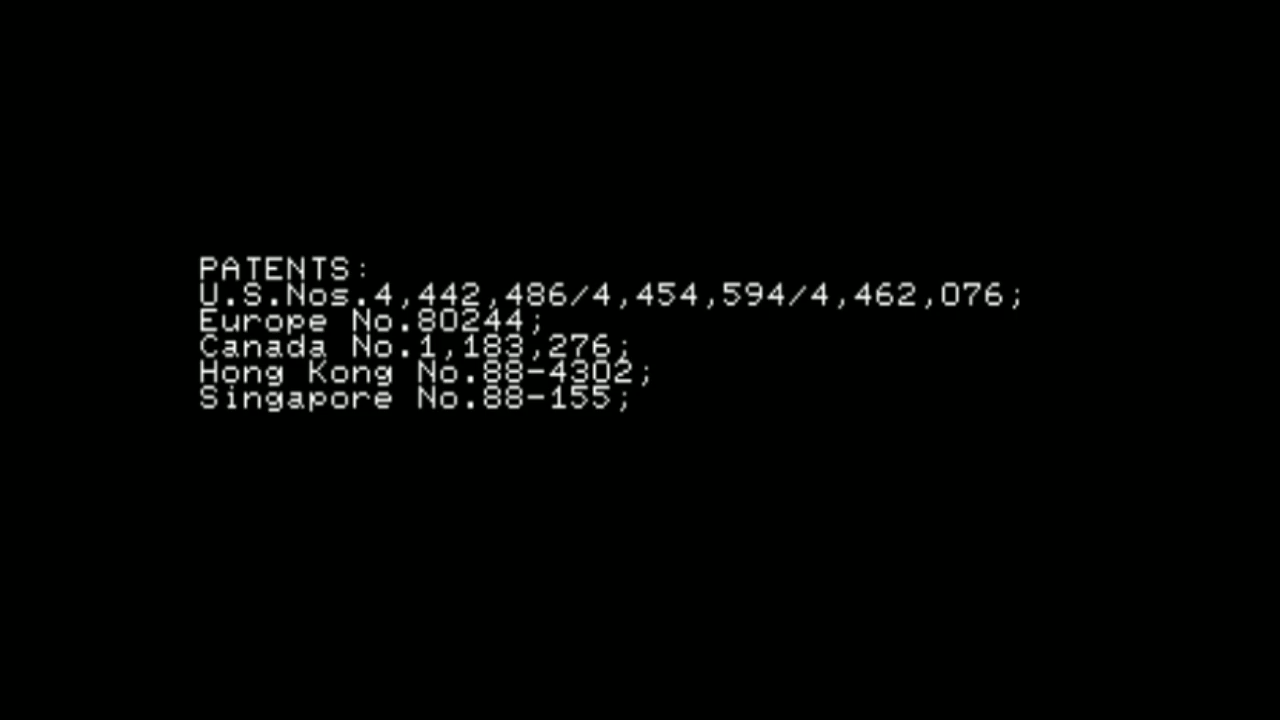 PATENTS:
U.S.Nos.4,442,486/4,454,594/4,462,076;
Europe No.80244;
Canada No.1,183,276;
Hong Kong No.88-4302;
Singapore No.88-155;